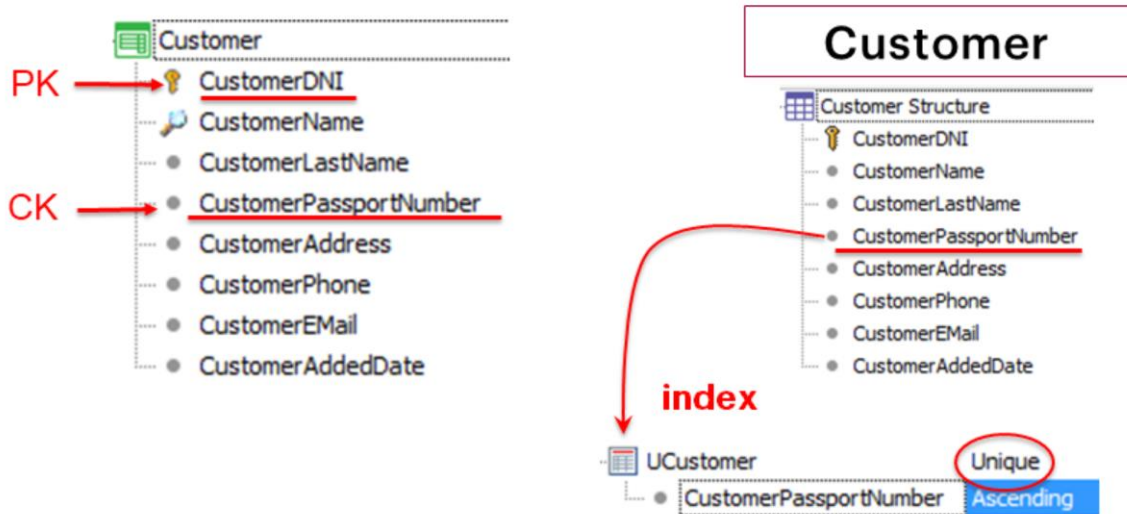 Customer
PK
CustomerDNI
CustomerName
CustomerLastName
CK
CustomerPassportNumber
CustomerAddress
CustomerPhone
CustomerEMail
CustomerAddedDate
Customer
Customer Structure
CustomerDNI
CustomerName
CustomerLastName
CustomerPassportNumber
CustomerAddress
CustomerPhone
CustomerEMail
CustomerAddedDate
index
UCustomer Unique
CustomerPassportNumber Ascending